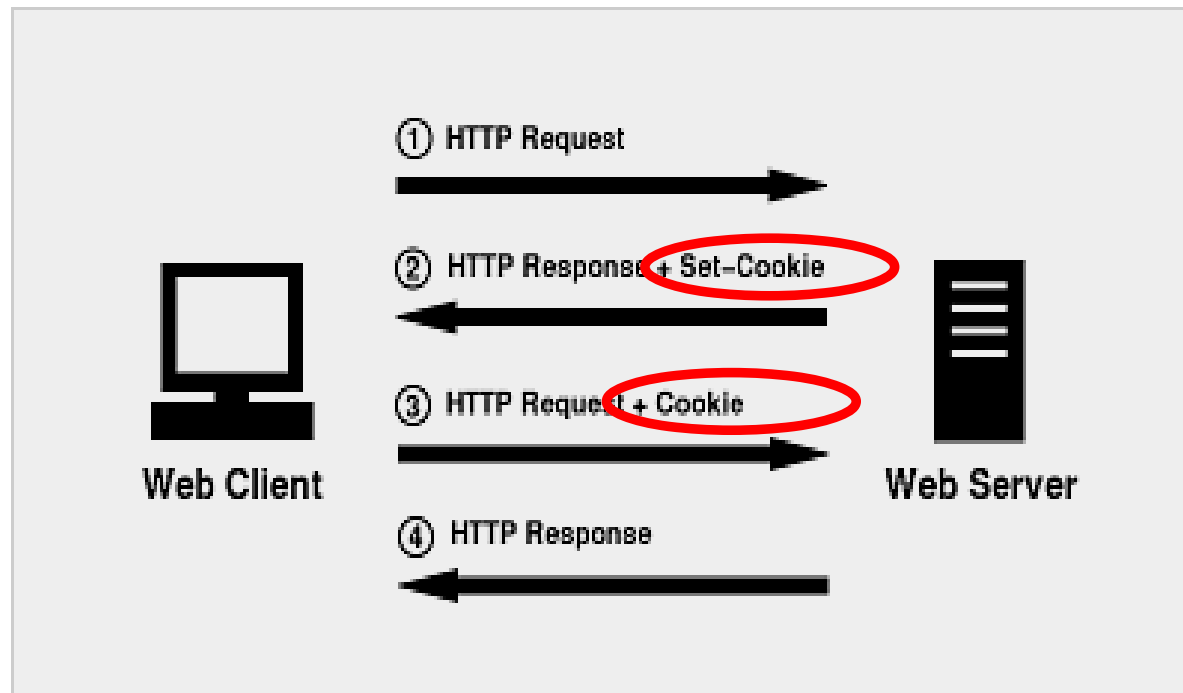 ① HTTP Request
② HTTP Response + Set-Cookie
③ HTTP Request + Cookie
Web Client
Web Server
④ HTTP Response